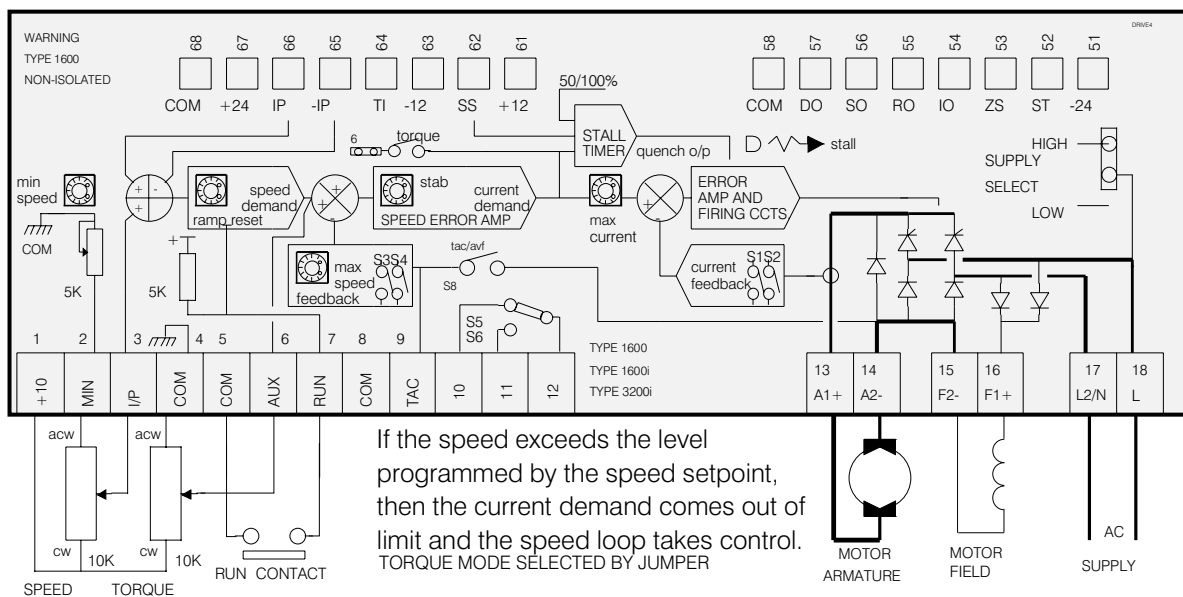 DRIVE4
WARNING
TYPE 1600
NON-ISOLATED
68 67 66 65 64 63 62 61
58 57 56 55 54 53 52 51
COM +24 IP -IP TI -12 SS +12
COM DO SO RO IO ZS ST -24
50/100%
STALL
TIMER
quench o/p
stall
HIGH
SUPPLY
SELECT
LOW
6
torque
min
speed
COM
5K
+ - + +
speed
demand
ramp reset
+ + -
stab
current
demand
SPEED ERROR AMP
max
current
+ -
ERROR
AMP AND
FIRING CCTS
+
5K
max
speed
feedback
S3S4
tac/avf
S8
current
feedback
S1S2
S5
S6
TYPE 1600
TYPE 1600i
TYPE 3200i
1 2 3 4 5 6 7 8 9
+10 MIN I/P COM COM AUX RUN COM TAC 10 11 12
13 14 15 16 17 18
A1+ A2- F2- F1+ L2/N L
acw acw
cw 10K cw 10K
SPEED TORQUE
RUN CONTACT
If the speed exceeds the level
programmed by the speed setpoint,
then the current demand comes out of
limit and the speed loop takes control.
TORQUE MODE SELECTED BY JUMPER
MOTOR
ARMATURE
MOTOR
FIELD
AC
SUPPLY